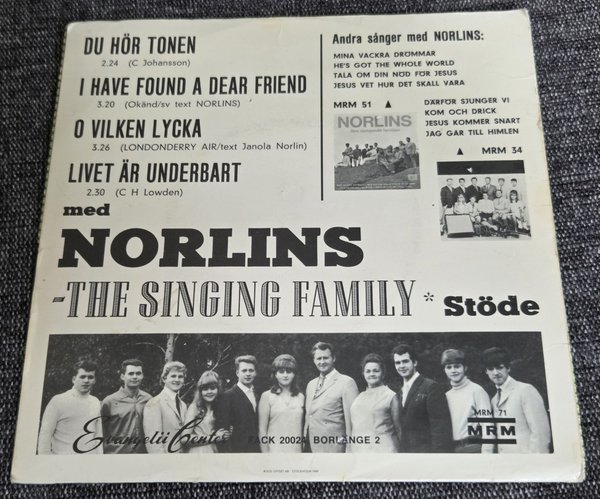 DU HÖR TONEN
2.24 (C Johansson)
I HAVE FOUND A DEAR FRIEND
3.20 (Okänd/sv text NORLINS)
O VILKEN LYCKA
3.26 (LONDONDERRY AIR/text Janola Norlin)
LIVET ÄR UNDERBART
2.30 (C H Lowden)
Andra sånger med NORLINS:
MINA VACKRA DRÖMMAR
HE'S GOT THE WHOLE WORLD
TALA OM DIN NÖD FÖR JESUS
JESUS VET HUR DET SKALL VARA
MRM 51
NORLINS
DÄRFÖR SJUNGER VI
KOM OCH DRICK
JESUS KOMMER SNART
JAG GÅR TILL HIMLEN
MRM 34
med
NORLINS
-THE SINGING FAMILY * Stöde
Evangelii Center FACK 20024 BORLÄNGE 2
MRM 71
MRM